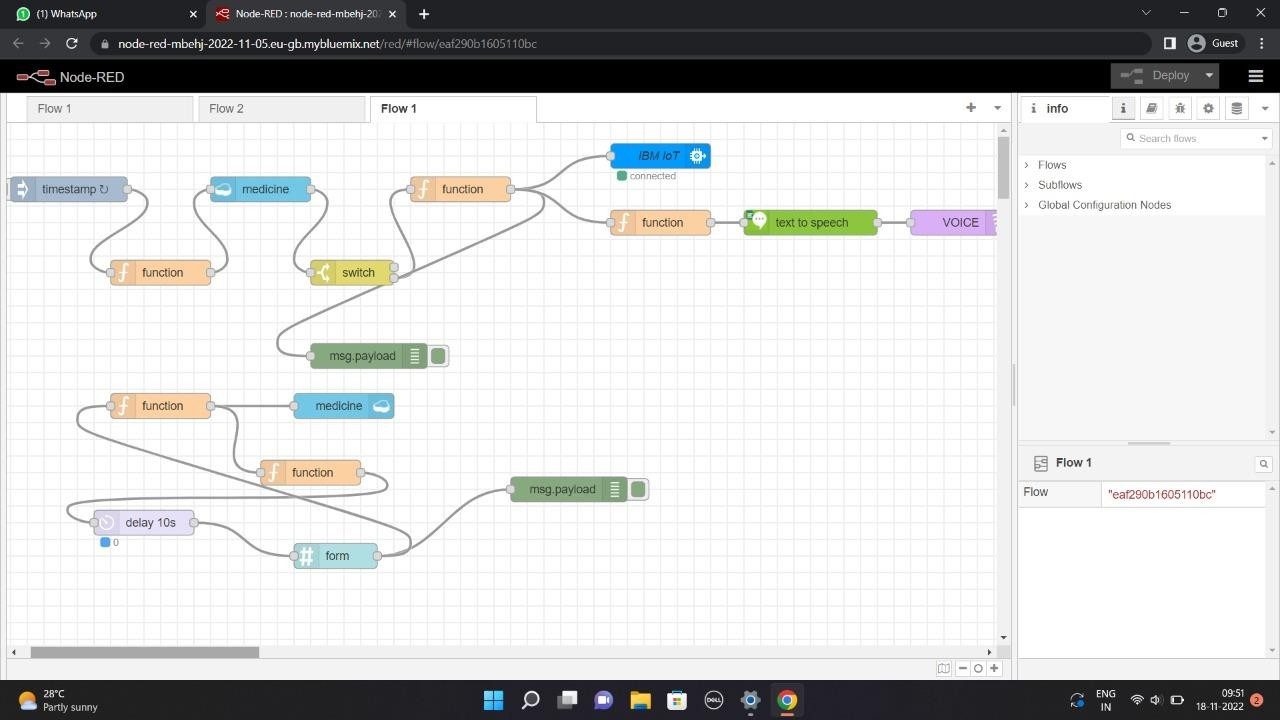 (1) WhatsApp
Node-RED : node-red-mbehj-202
node-red-mbehj-2022-11-05.eu-gb.mybluemix.net/red/#flow/eaf290b1605110bc
Guest
Node-RED
Deploy
Flow 1
Flow 2
Flow 1
info
Search flows
Flows
Subflows
Global Configuration Nodes
IBM IoT
connected
timestamp ↻
medicine
function
function
text to speech
VOICE
function
switch
msg.payload
function
medicine
function
msg.payload
delay 10s
0
form
Flow 1
Flow
"eaf290b1605110bc"
28°C
Partly sunny
DELL
ENG
IN
09:51
18-11-2022
2